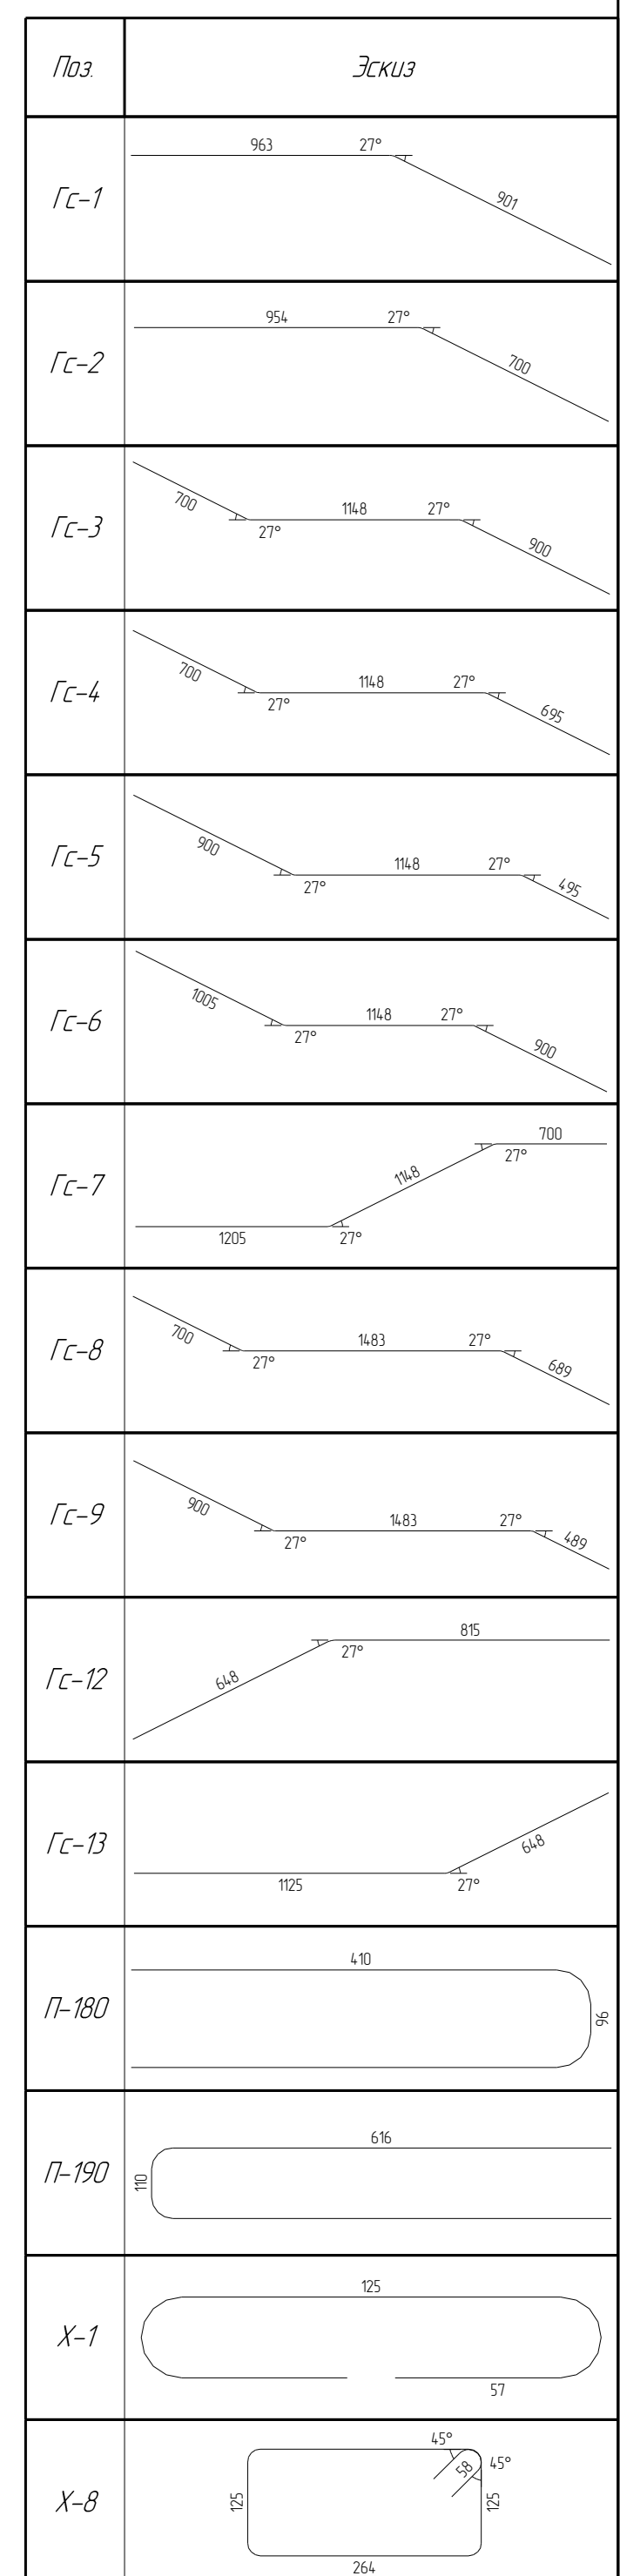 Поз. Эскиз
Гс-1 963 27° 901
Гс-2 954 27° 700
Гс-3 700 27° 1148 27° 900
Гс-4 700 27° 1148 27° 695
Гс-5 900 27° 1148 27° 495
Гс-6 1005 27° 1148 27° 900
Гс-7 1205 27° 1148 27° 700
Гс-8 700 27° 1483 27° 689
Гс-9 900 27° 1483 27° 489
Гс-12 648 27° 815
Гс-13 1125 27° 648
П-180 410 96
П-190 110 616
Х-1 125 57
Х-8 125 45° 58 45° 125 264